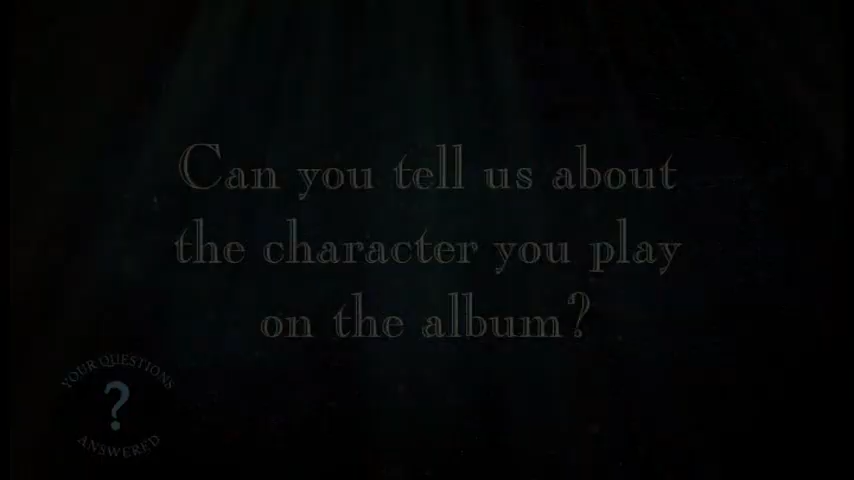 Can you tell us about
the character you play
on the album?
YOUR QUESTIONS
?
ANSWERED